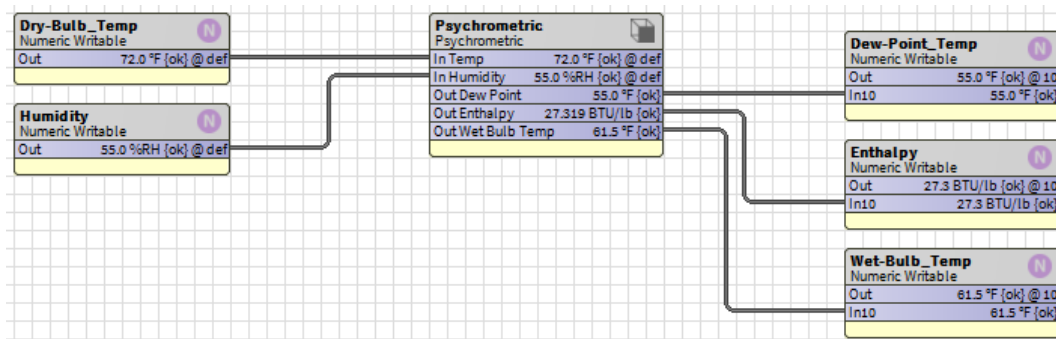 Dry-Bulb_Temp
N
Numeric Writable
Out 72.0 °F {ok} @ def
Humidity
N
Numeric Writable
Out 55.0 %RH {ok} @ def
Psychrometric
Psychrometric
In Temp 72.0 °F {ok} @ def
In Humidity 55.0 %RH {ok} @ def
Out Dew Point 55.0 °F {ok}
Out Enthalpy 27.319 BTU/lb {ok}
Out Wet Bulb Temp 61.5 °F {ok}
Dew-Point_Temp
N
Numeric Writable
Out 55.0 °F {ok} @ 10
In10 55.0 °F {ok}
Enthalpy
N
Numeric Writable
Out 27.3 BTU/lb {ok} @ 10
In10 27.3 BTU/lb {ok}
Wet-Bulb_Temp
N
Numeric Writable
Out 61.5 °F {ok} @ 10
In10 61.5 °F {ok}